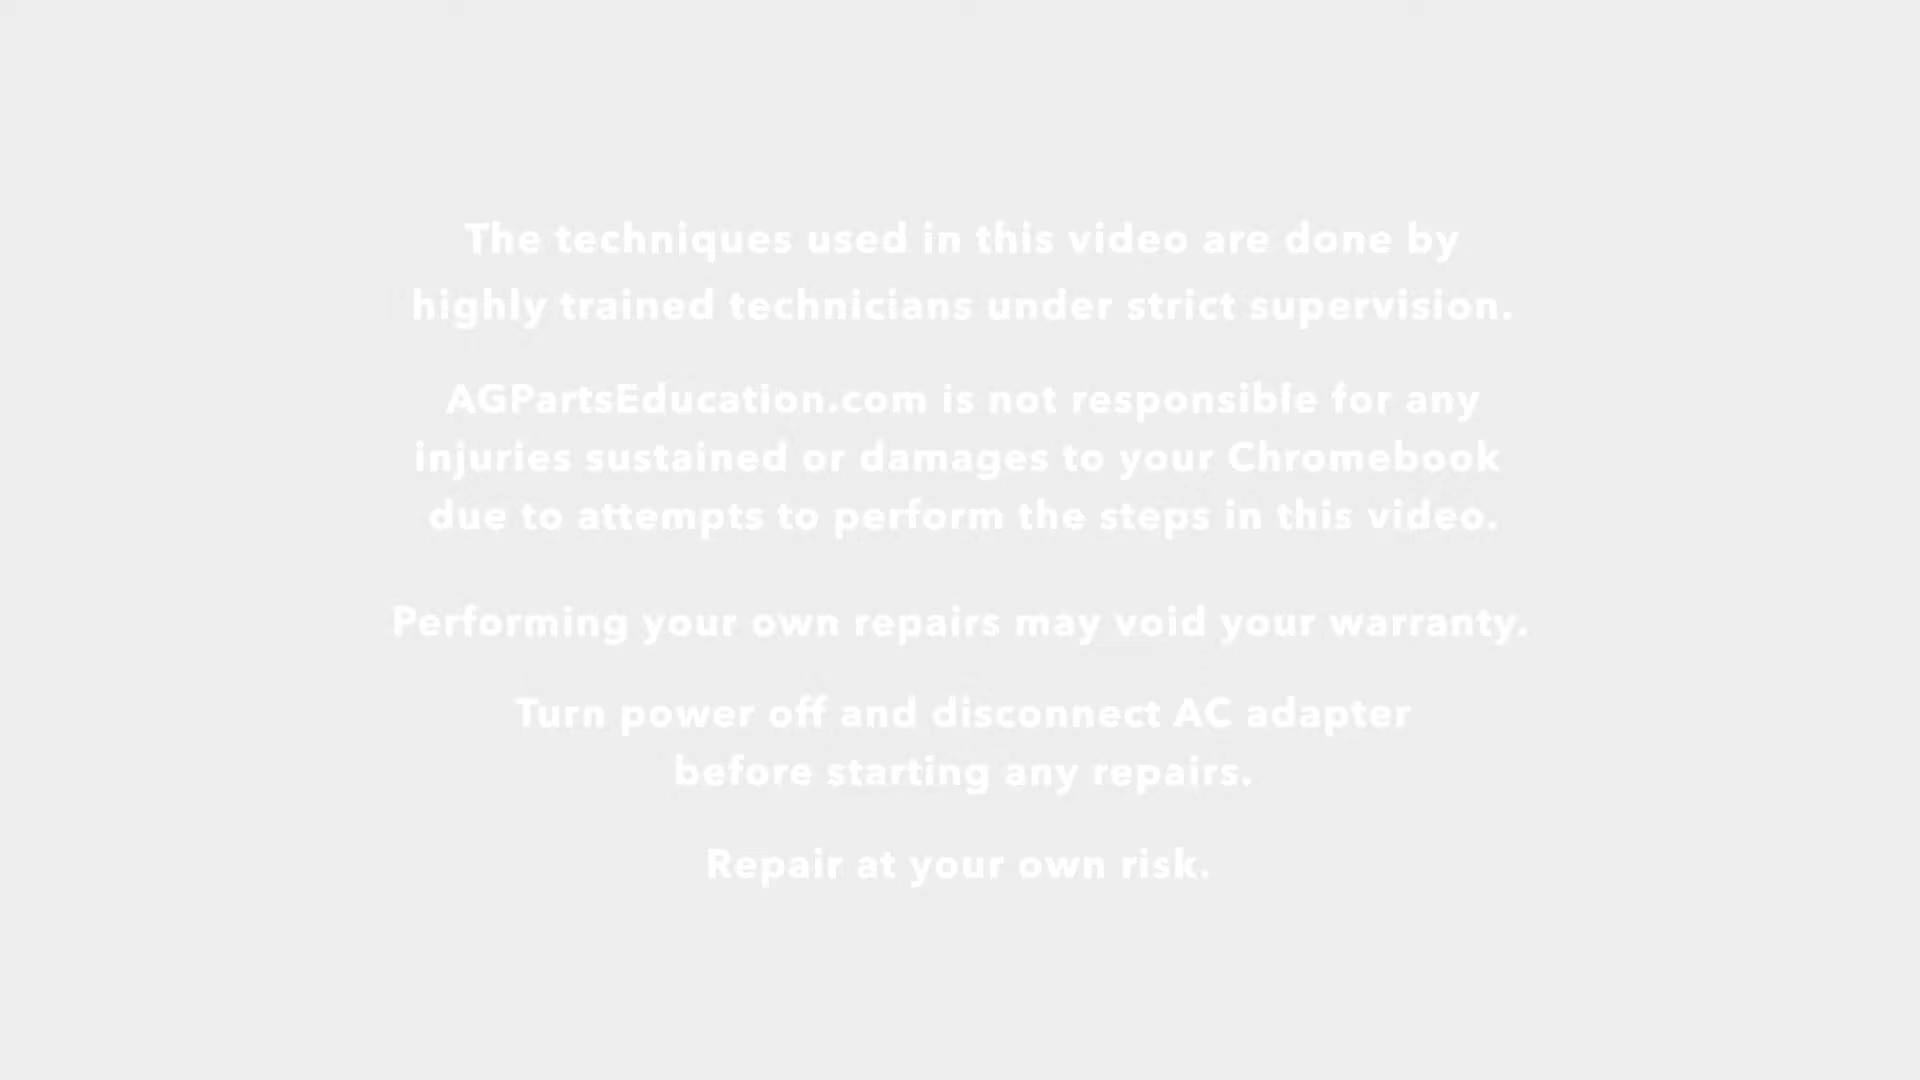 The techniques used in this video are done by
highly trained technicians under strict supervision.
AGPartsEducation.com is not responsible for any
injuries sustained or damages to your Chromebook
due to attempts to perform the steps in this video.
Performing your own repairs may void your warranty.
Turn power off and disconnect AC adapter
before starting any repairs.
Repair at your own risk.